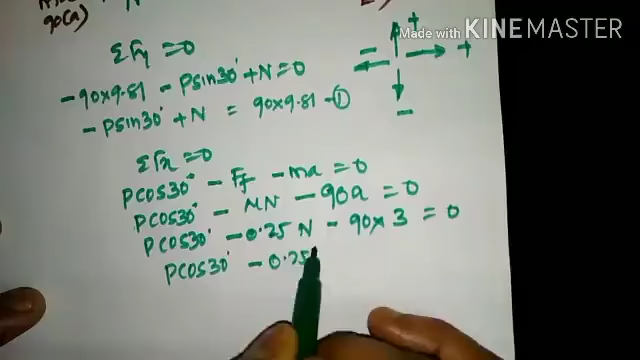 90(a)
Made with KINEMASTER
ΣFy =0
-90×9.81 - Psin30° +N=0
-Psin30° +N = 90×9.81 -①
ΣFx =0
PCOS30° - Ff - ma =0
PCOS30° - MN - 90a =0
PCOS30° -0.25 N - 90×3 =0
PCOS30° -0.25
+
-
+
-